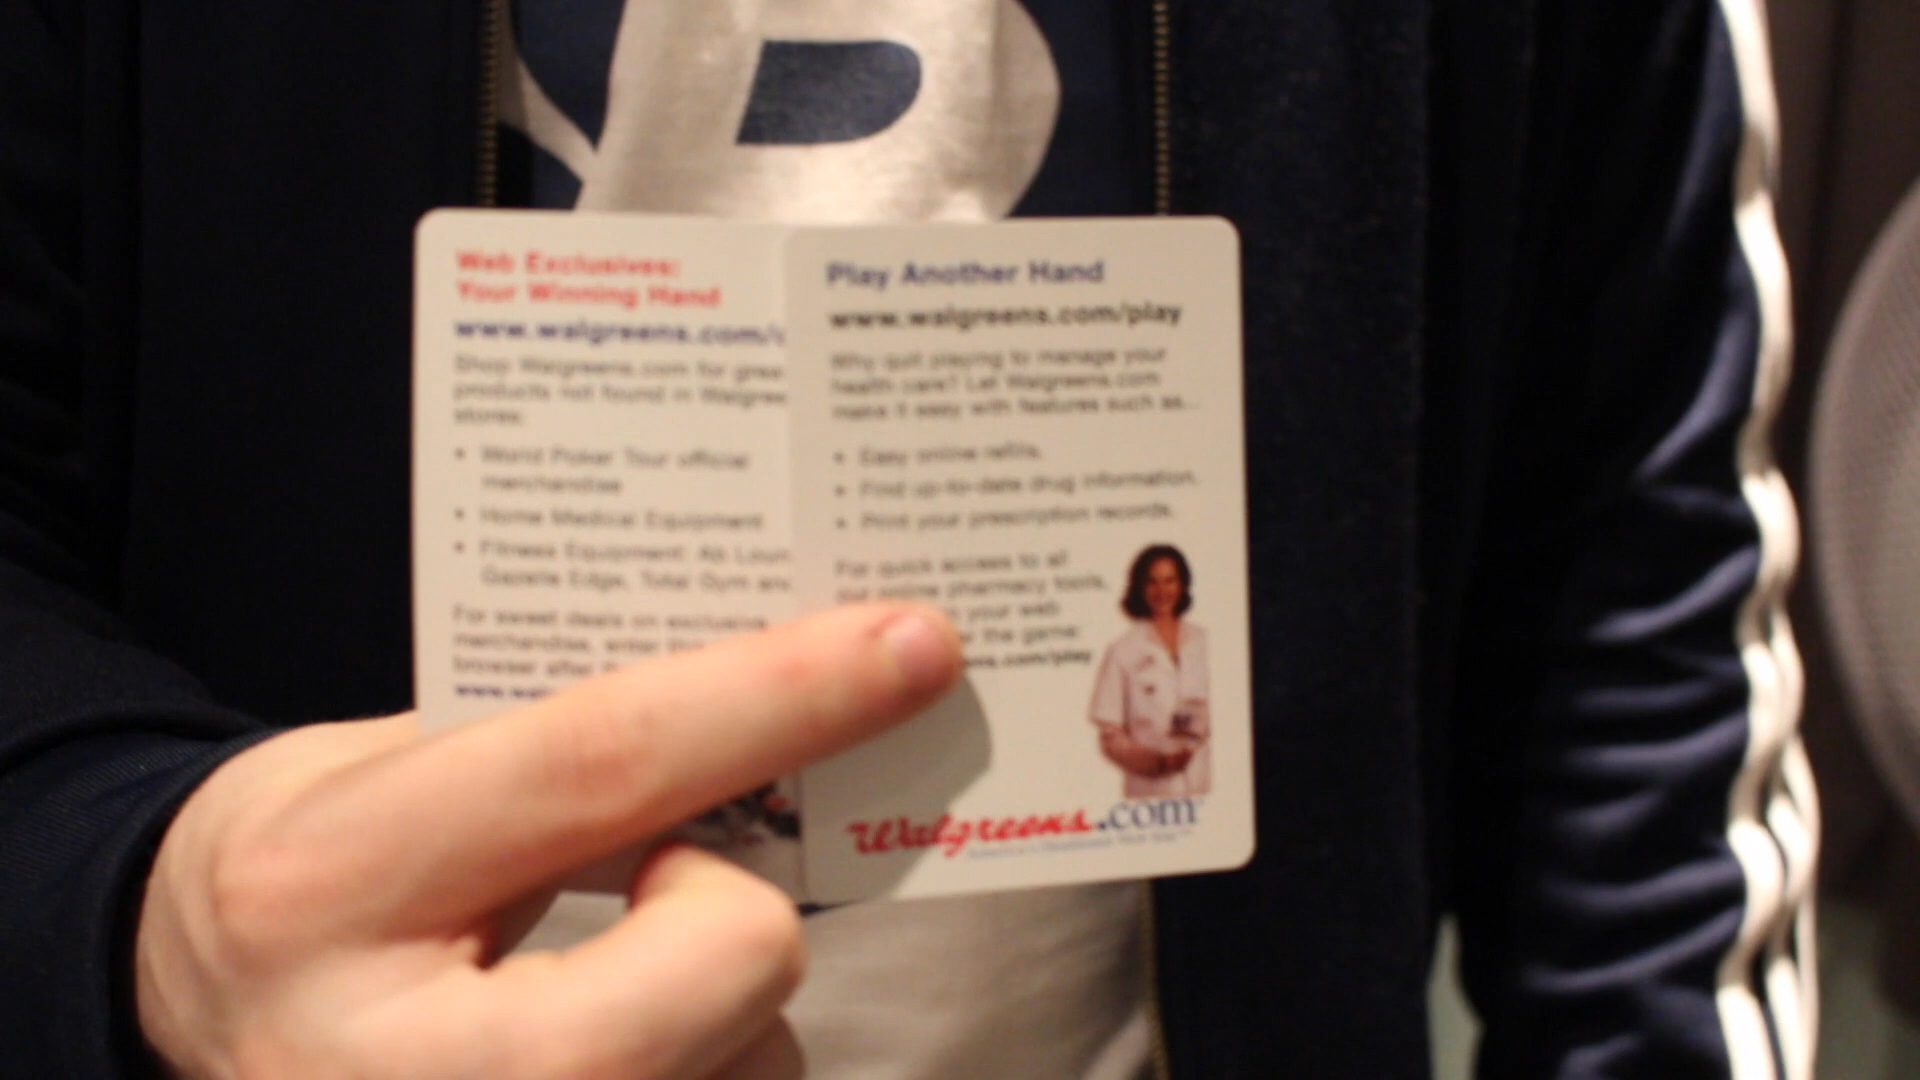 B
Web Exclusives:
Your Winning Hand
www.walgreens.com/
Shop Walgreens.com for
products not found in
stores:
• World Poker Tour official
merchandise
• Home Medical Equipment
• Fitness Equipment: Ab
Gazelle Edge, Total Gym
For sweet deals on exclusive
merchandise, enter
browser after
Play Another Hand
www.walgreens.com/play
Why quit playing to manage your
health care? Let Walgreens.com
make it easy with features such as...
• Easy online refills.
• Find up-to-date drug information.
• Print your prescription records.
For quick access to all
our online pharmacy tools,
your web
the game:
.com/play
Walgreens.com